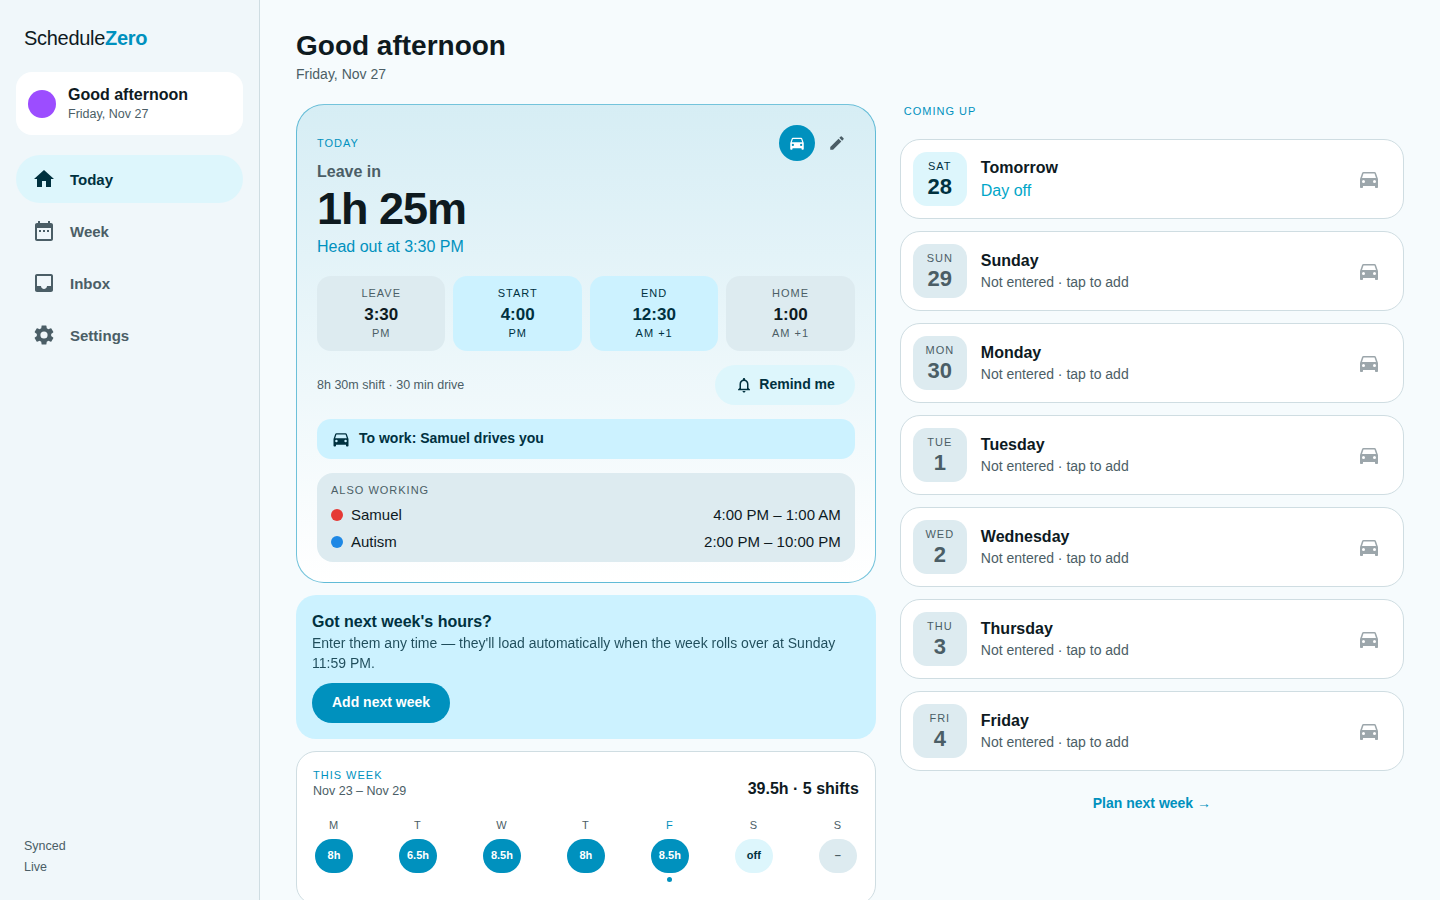 ScheduleZero
Good afternoon
Friday, Nov 27
Today
Week
Inbox
Settings
Synced
Live
Good afternoon
Friday, Nov 27
TODAY
Leave in
1h 25m
Head out at 3:30 PM
LEAVE
3:30
PM
START
4:00
PM
END
12:30
AM +1
HOME
1:00
AM +1
8h 30m shift · 30 min drive
Remind me
To work: Samuel drives you
ALSO WORKING
Samuel 4:00 PM – 1:00 AM
Autism 2:00 PM – 10:00 PM
Got next week's hours?
Enter them any time — they'll load automatically when the week rolls over at Sunday
11:59 PM.
Add next week
THIS WEEK
Nov 23 – Nov 29
39.5h · 5 shifts
M T W T F S S
8h 6.5h 8.5h 8h 8.5h off –
COMING UP
SAT
28
Tomorrow
Day off
SUN
29
Sunday
Not entered · tap to add
MON
30
Monday
Not entered · tap to add
TUE
1
Tuesday
Not entered · tap to add
WED
2
Wednesday
Not entered · tap to add
THU
3
Thursday
Not entered · tap to add
FRI
4
Friday
Not entered · tap to add
Plan next week →